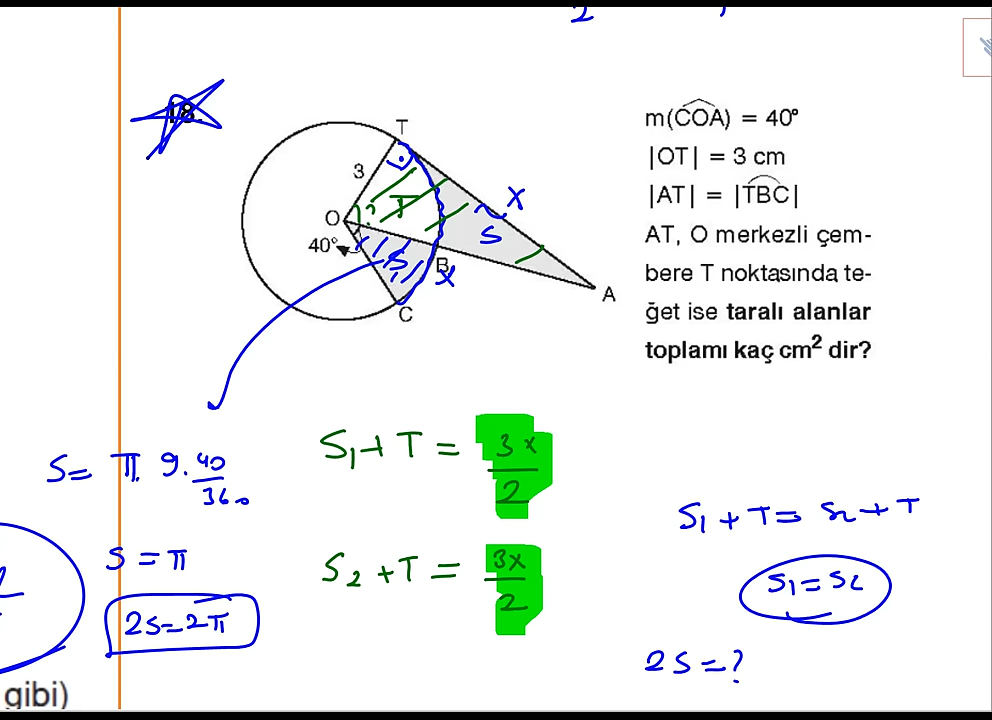 2
18.
T
3
x
O
?
T
S
40°
S
B
x
C
A
m(COA) = 40°
|OT| = 3 cm
|AT| = |TBC|
AT, O merkezli çem-
bere T noktasında te-
ğet ise taralı alanlar
toplamı kaç cm² dir?
S₁+T = 3x/2
S = π. 9. 40/360
S₁ + T = S₂ + T
S = π
S₂ + T = 3x/2
S₁ = S₂
2S = 2π
2S = ?
gibi)